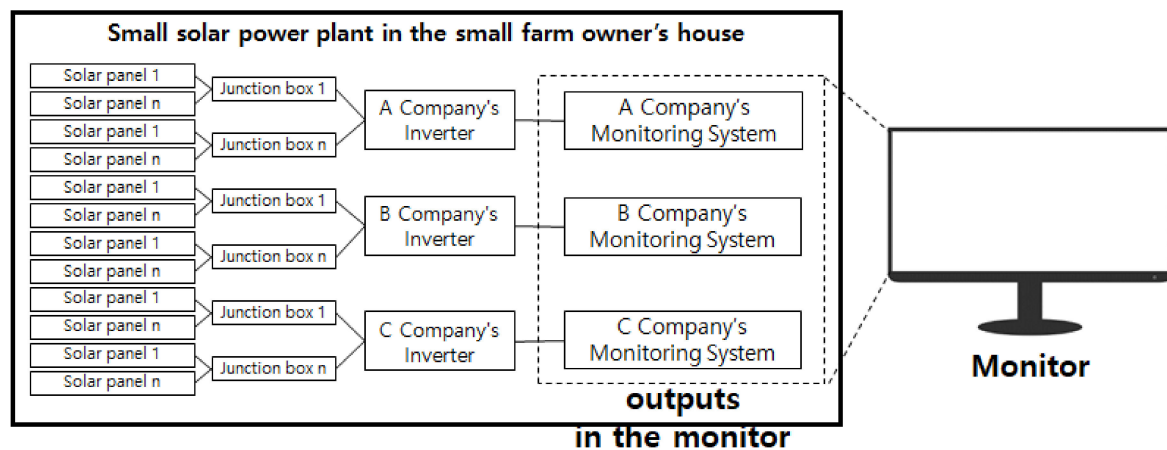 Small solar power plant in the small farm owner's house
Solar panel 1
Solar panel n
Solar panel 1
Solar panel n
Junction box 1
Junction box n
A Company's
Inverter
A Company's
Monitoring System
Solar panel 1
Solar panel n
Solar panel 1
Solar panel n
Junction box 1
Junction box n
B Company's
Inverter
B Company's
Monitoring System
Solar panel 1
Solar panel n
Solar panel 1
Solar panel n
Junction box 1
Junction box n
C Company's
Inverter
C Company's
Monitoring System
outputs
in the monitor
Monitor